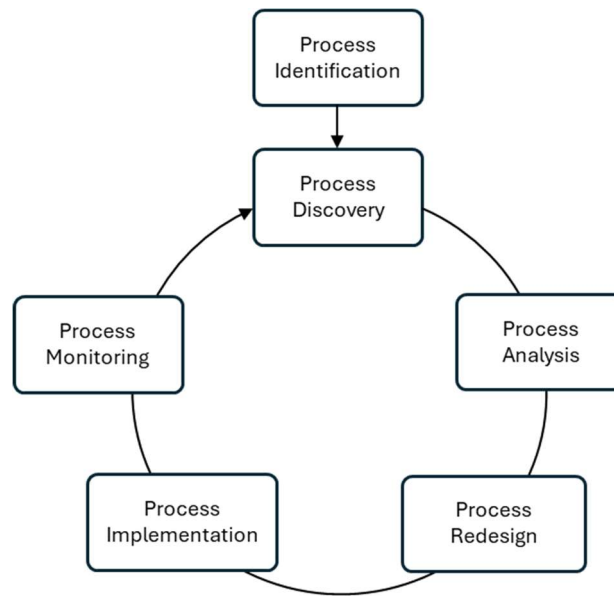 Process
Identification
Process
Discovery
Process
Analysis
Process
Redesign
Process
Implementation
Process
Monitoring